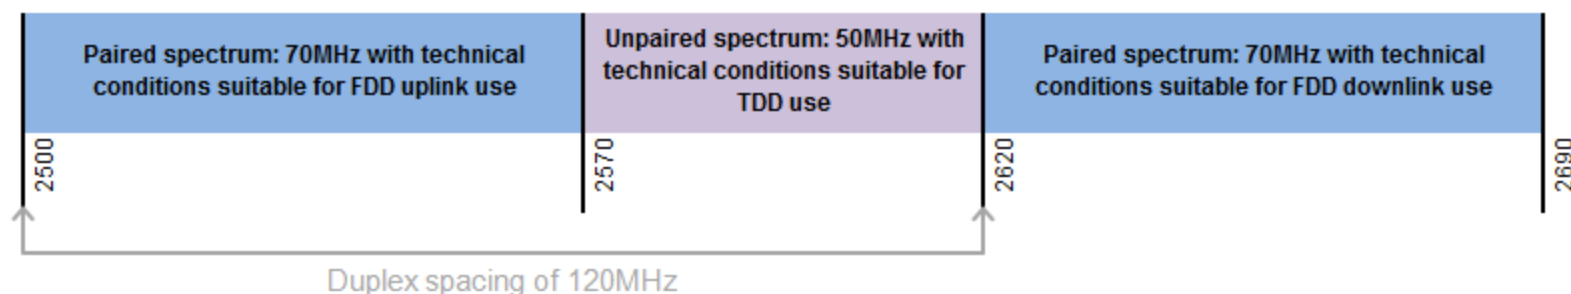 Paired spectrum: 70MHz with technical
conditions suitable for FDD uplink use
Unpaired spectrum: 50MHz with
technical conditions suitable for
TDD use
Paired spectrum: 70MHz with technical
conditions suitable for FDD downlink use
2500
2570
2620
2690
Duplex spacing of 120MHz